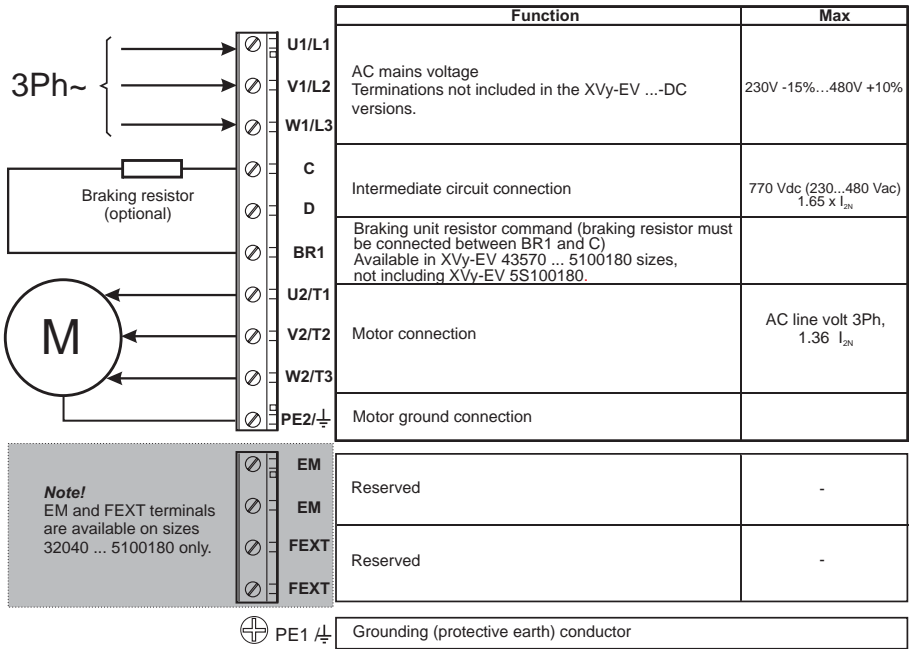 Function Max
3Ph~
U1/L1
V1/L2
W1/L3
AC mains voltage
Terminations not included in the XVy-EV ...-DC
versions.
230V -15%...480V +10%
Braking resistor
(optional)
C
D
Intermediate circuit connection
770 Vdc (230...480 Vac)
1.65 x I2N
BR1
Braking unit resistor command (braking resistor must
be connected between BR1 and C)
Available in XVy-EV 43570 ... 5100180 sizes,
not including XVy-EV 5S100180.
M
U2/T1
V2/T2
W2/T3
Motor connection
AC line volt 3Ph,
1.36 I2N
PE2/⏚
Motor ground connection
Note!
EM and FEXT terminals
are available on sizes
32040 ... 5100180 only.
EM
EM
Reserved -
FEXT
FEXT
Reserved -
PE1 /⏚ Grounding (protective earth) conductor